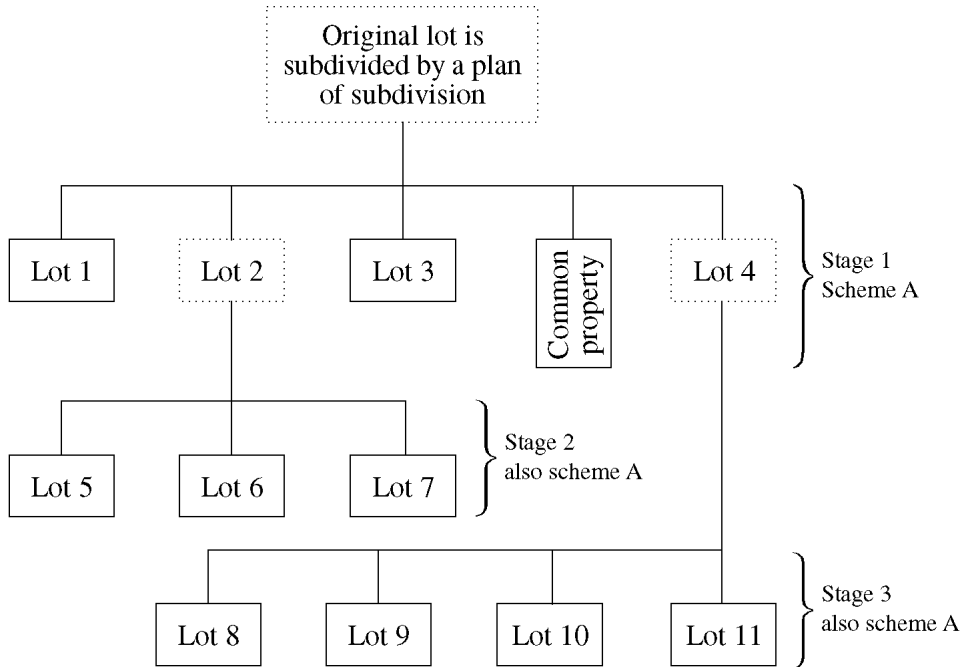 Original lot is
subdivided by a plan
of subdivision
Lot 1
Lot 2
Lot 3
Common
property
Lot 4
Stage 1
Scheme A
Lot 5
Lot 6
Lot 7
Stage 2
also scheme A
Lot 8
Lot 9
Lot 10
Lot 11
Stage 3
also scheme A